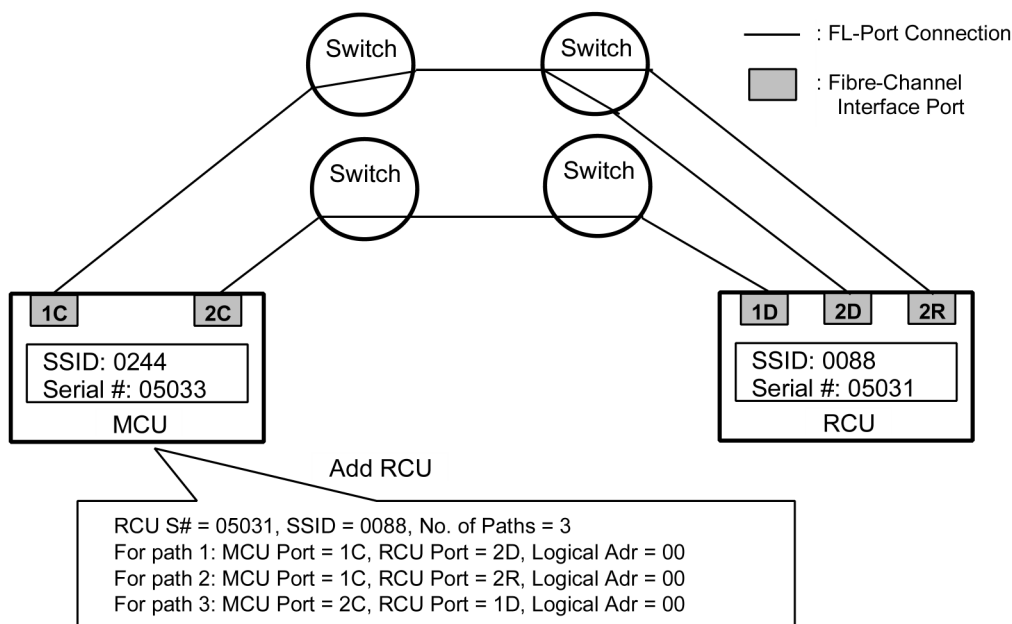 Switch
Switch
: FL-Port Connection
: Fibre-Channel
Interface Port
Switch
Switch
1C
2C
1D
2D
2R
SSID: 0244
Serial #: 05033
MCU
SSID: 0088
Serial #: 05031
RCU
Add RCU
RCU S# = 05031, SSID = 0088, No. of Paths = 3
For path 1: MCU Port = 1C, RCU Port = 2D, Logical Adr = 00
For path 2: MCU Port = 1C, RCU Port = 2R, Logical Adr = 00
For path 3: MCU Port = 2C, RCU Port = 1D, Logical Adr = 00